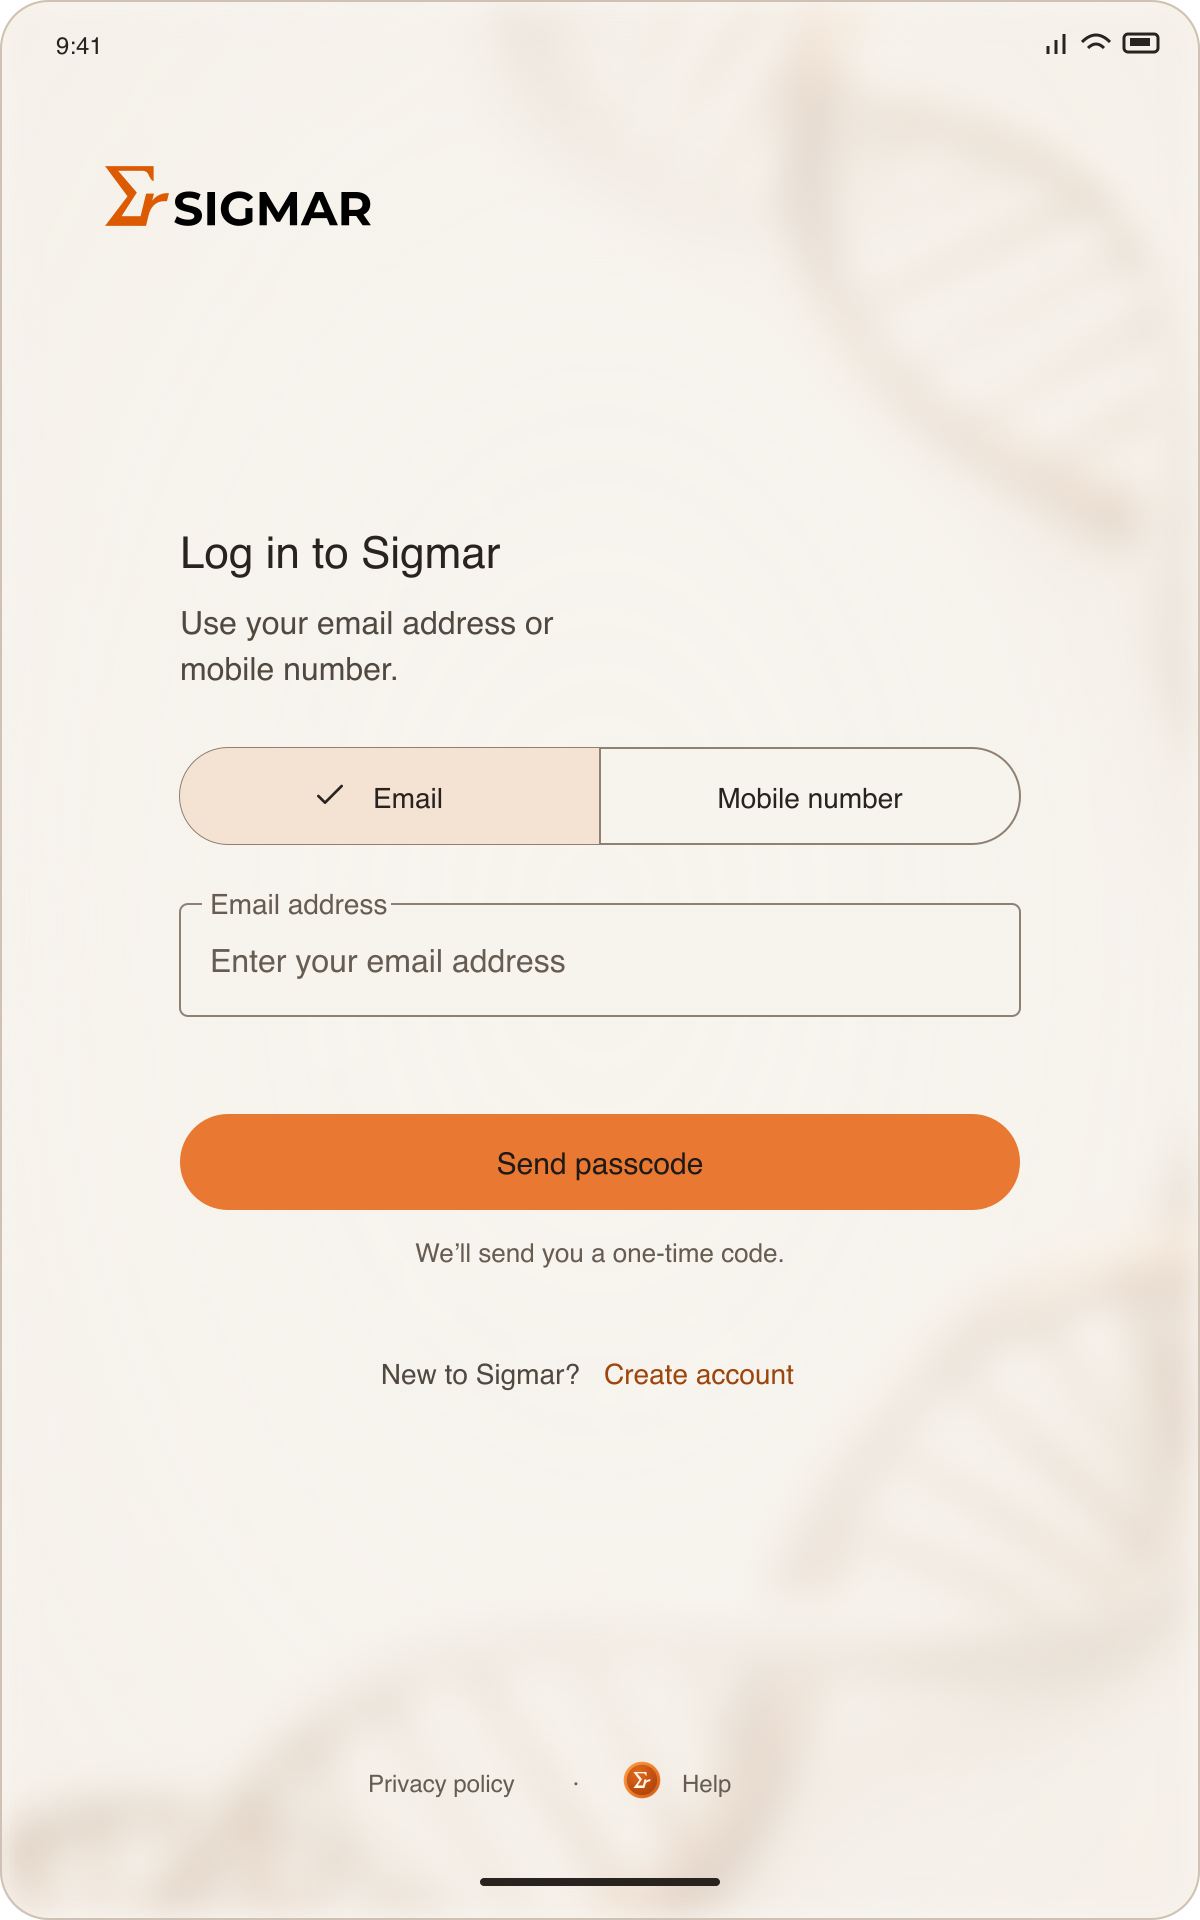 9:41
Σr SIGMAR
Log in to Sigmar
Use your email address or
mobile number.
Email
Mobile number
Email address
Enter your email address
Send passcode
We’ll send you a one-time code.
New to Sigmar? Create account
Privacy policy · Σr Help